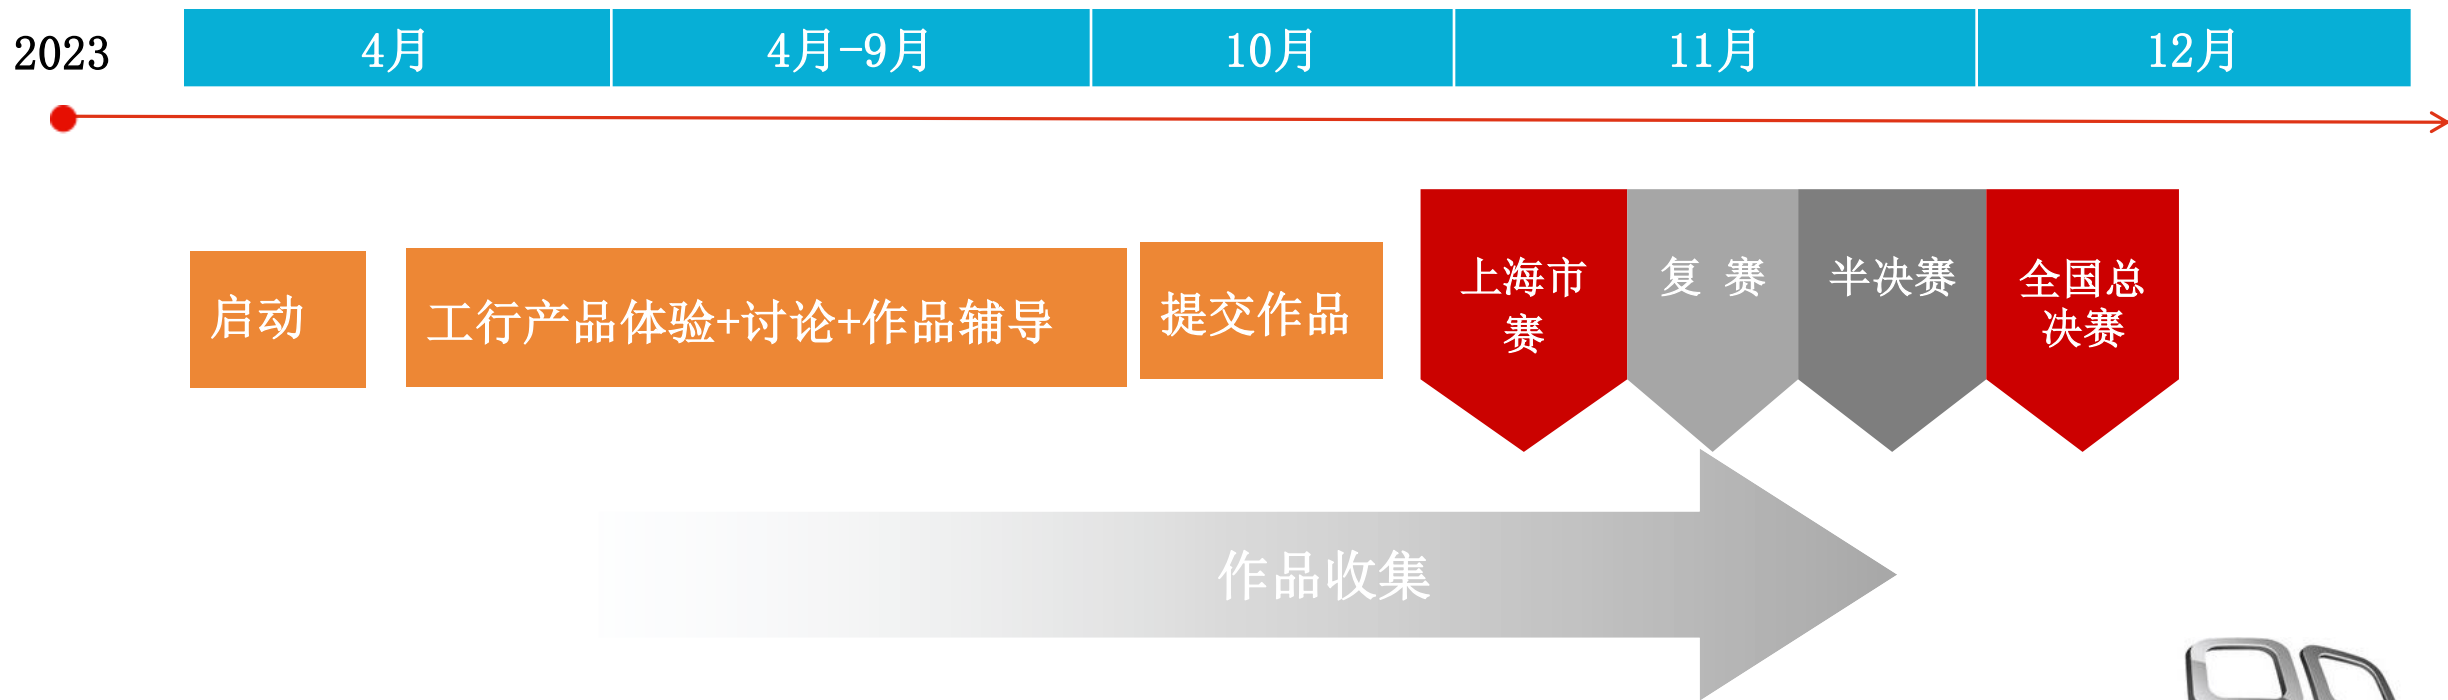 2023
4月
4月-9月
10月
11月
12月
启动
工行产品体验+讨论+作品辅导
提交作品
上海市
赛
复 赛
半决赛
全国总
决赛
作品收集